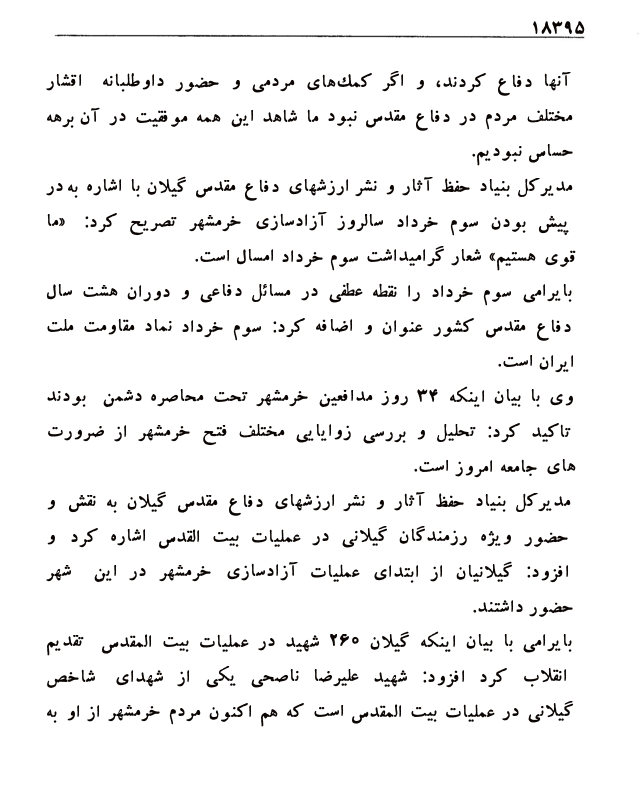 ۱۸۳۹۵
آنها دفاع کردند، و اگر کمك‌های مردمی و حضور داوطلبانه اقشار
مختلف مردم در دفاع مقدس نبود ما شاهد این همه موفقیت در آن برهه
حساس نبودیم.
مدیرکل بنیاد حفظ آثار و نشر ارزشهای دفاع مقدس گیلان با اشاره به‌در
پیش بودن سوم خرداد سالروز آزادسازی خرمشهر تصریح کرد: «ما
قوی هستیم» شعار گرامیداشت سوم خرداد امسال است.
بایرامی سوم خرداد را نقطه عطفی در مسائل دفاعی و دوران هشت سال
دفاع مقدس کشور عنوان و اضافه کرد: سوم خرداد نماد مقاومت ملت
ایران است.
وی با بیان اینکه ۳۴ روز مدافعین خرمشهر تحت محاصره دشمن بودند
تاکید کرد: تحلیل و بررسی زوایایی مختلف فتح خرمشهر از ضرورت
های جامعه امروز است.
مدیرکل بنیاد حفظ آثار و نشر ارزشهای دفاع مقدس گیلان به نقش و
حضور ویژه رزمندگان گیلانی در عملیات بیت القدس اشاره کرد و
افزود: گیلانیان از ابتدای عملیات آزادسازی خرمشهر در این شهر
حضور داشتند.
بایرامی با بیان اینکه گیلان ۲۶۰ شهید در عملیات بیت المقدس تقدیم
انقلاب کرد افزود: شهید علیرضا ناصحی یکی از شهدای شاخص
گیلانی در عملیات بیت المقدس است که هم اکنون مردم خرمشهر از او به